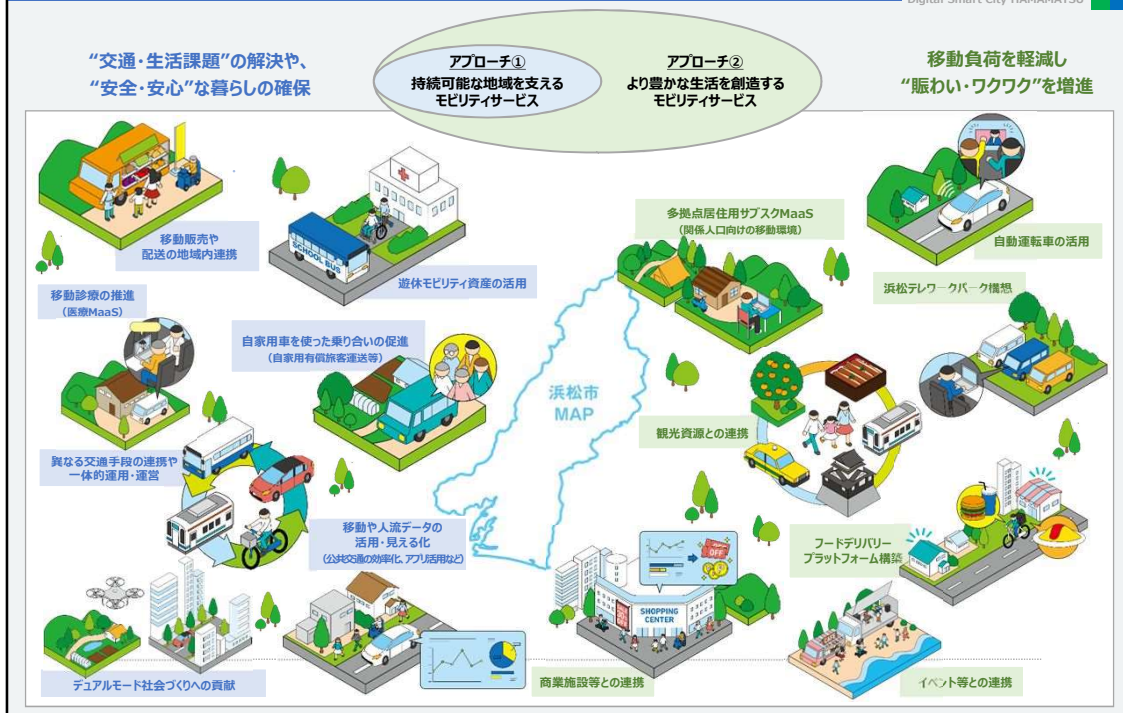 Digital Smart City HAMAMATSU
“交通・生活課題”の解決や、
“安全・安心”な暮らしの確保
アプローチ①
持続可能な地域を支える
モビリティサービス
アプローチ②
より豊かな生活を創造する
モビリティサービス
移動負荷を軽減し
“賑わい・ワクワク”を増進
移動販売や
配送の地域内連携
SCHOOL BUS
遊休モビリティ資産の活用
多拠点居住用サブスクMaaS
(関係人口向けの移動環境)
自動運転車の活用
移動診療の推進
(医療MaaS)
浜松テレワークパーク構想
自家用車を使った乗り合いの促進
(自家用有償旅客運送等)
浜松市
MAP
観光資源との連携
異なる交通手段の連携や
一体的運用・運営
移動や人流データの
活用・見える化
(公共交通の効率化、アプリ活用など)
フードデリバリー
プラットフォーム構築
OFF
SHOPPING
CENTER
デュアルモード社会づくりへの貢献
商業施設等との連携
イベント等との連携